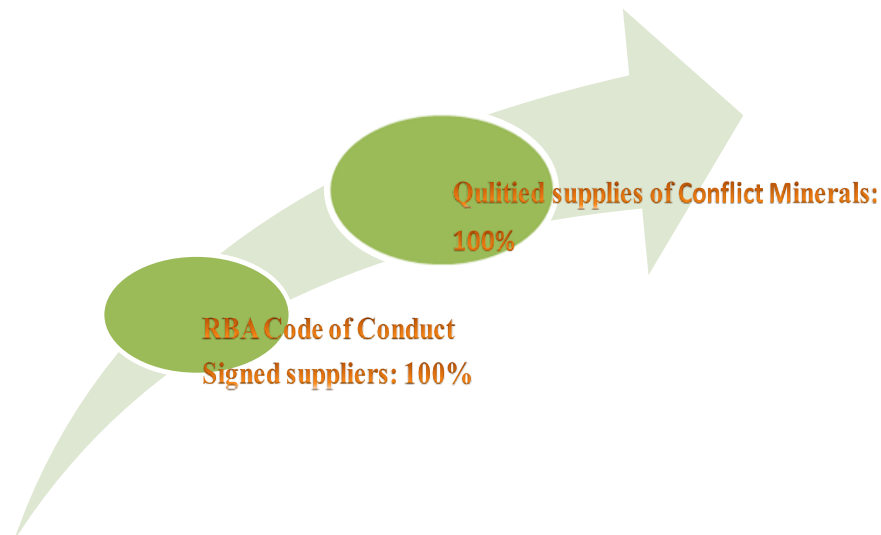 Qulitied supplies of Conflict Minerals:
100%
RBA Code of Conduct
Signed suppliers: 100%